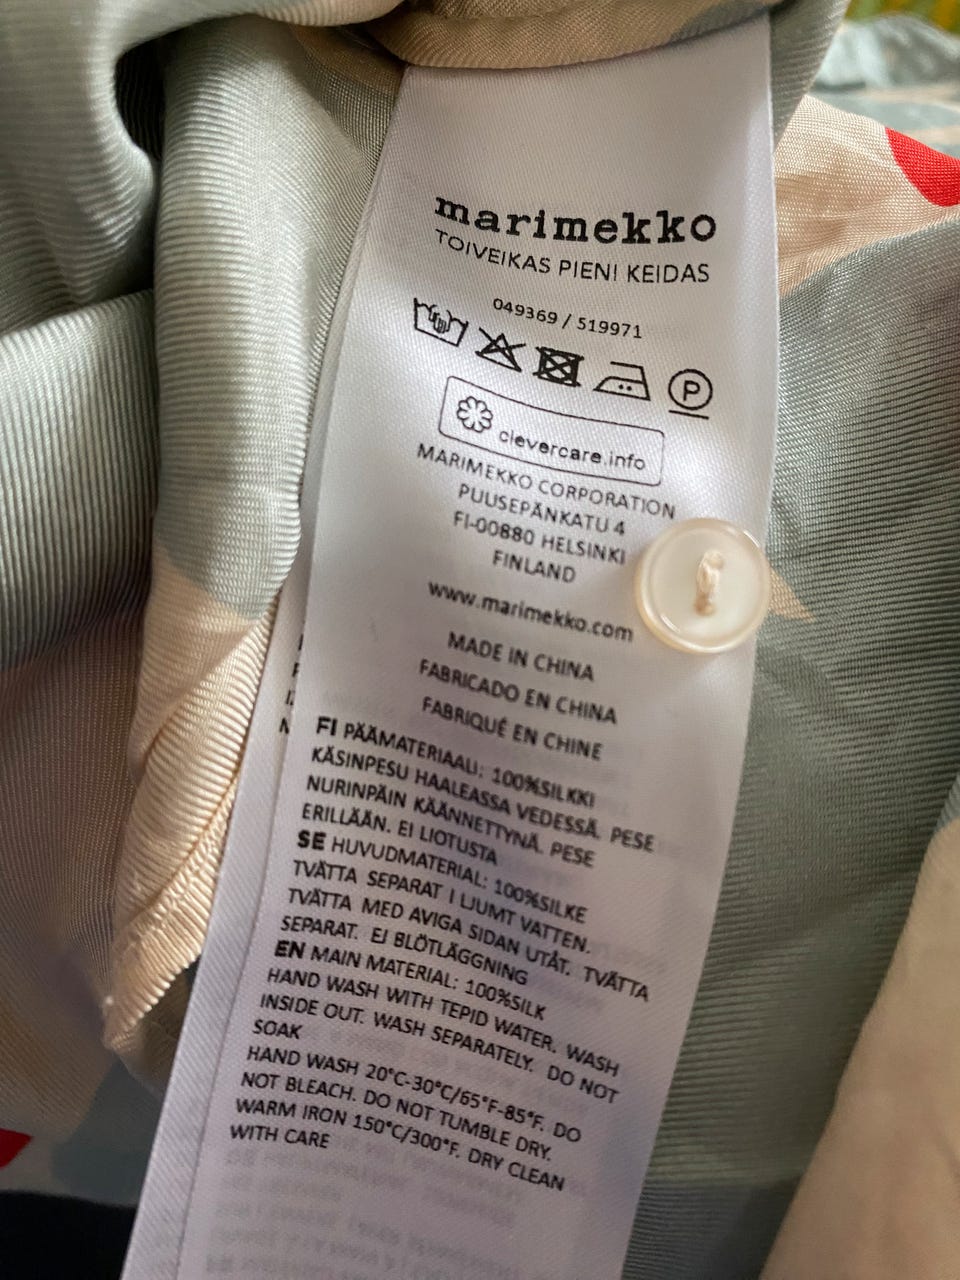 marimekko
TOIVEIKAS PIENI KEIDAS
049369 / 519971
P
clevercare.info
MARIMEKKO CORPORATION
PUUSEPÄNKATU 4
FI-00880 HELSINKI
FINLAND
www.marimekko.com
MADE IN CHINA
FABRICADO EN CHINA
FABRIQUÉ EN CHINE
FI PÄÄMATERIAALI: 100%SILKKI
KÄSINPESU HAALEASSA VEDESSÄ. PESE
NURINPÄIN KÄÄNNETTYNÄ. PESE
ERILLÄÄN. EI LIOTUSTA
SE HUVUDMATERIAL: 100%SILKE
TVÄTTA SEPARAT I LJUMT VATTEN.
TVÄTTA MED AVIGA SIDAN UTÅT. TVÄTTA
SEPARAT. EJ BLÖTLÄGGNING
EN MAIN MATERIAL: 100%SILK
HAND WASH WITH TEPID WATER. WASH
INSIDE OUT. WASH SEPARATELY. DO NOT
SOAK
HAND WASH 20°C-30°C/65°F-85°F. DO
NOT BLEACH. DO NOT TUMBLE DRY.
WARM IRON 150°C/300°F. DRY CLEAN
WITH CARE